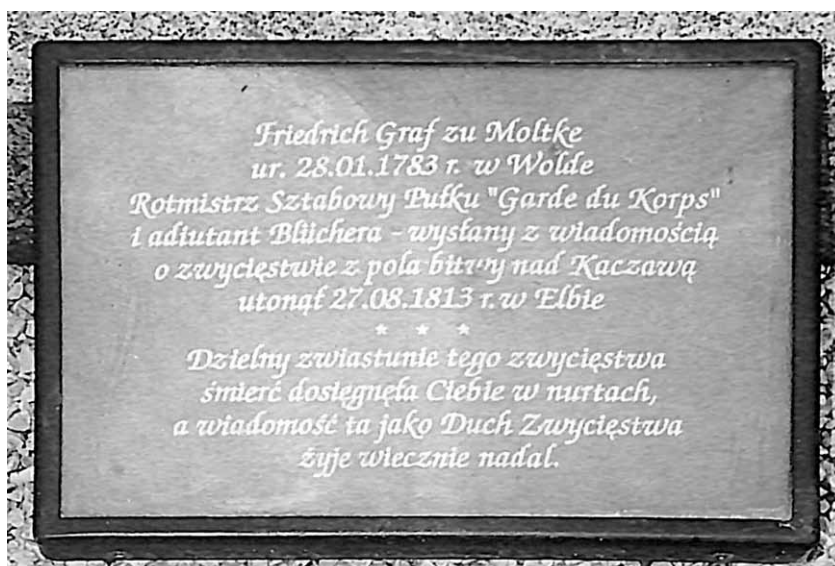 Friedrich Graf zu Moltke
ur. 28.01.1783 r. w Wolde
Rotmistrz Sztabowy Pułku "Garde du Korps"
i adiutant Blüchera - wysłany z wiadomością
o zwycięstwie z pola bitwy nad Kaczawą
utonął 27.08.1813 r. w Elbie
* * *
Dzielny zwiastunie tego zwycięstwa
śmierć dosięgnęła Ciebie w nurtach,
a wiadomość ta jako Duch Zwycięstwa
żyje wiecznie nadal.